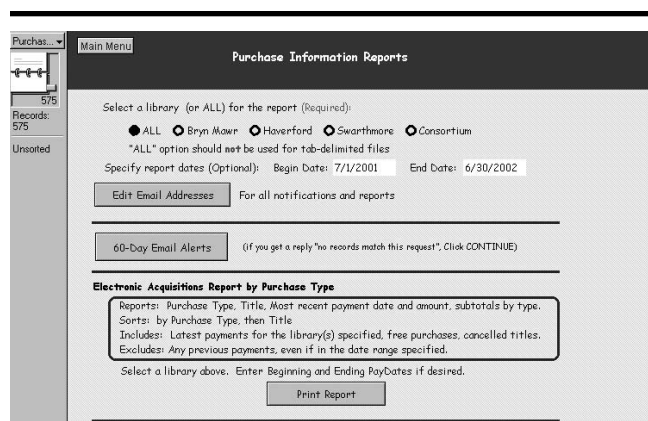 Purchas...
Main Menu
Purchase Information Reports
575
Records:
575
Unsorted
Select a library (or ALL) for the report (Required):
ALL Bryn Mawr Haverford Swarthmore Consortium
"ALL" option should not be used for tab-delimited files
Specify report dates (Optional): Begin Date: 7/1/2001 End Date: 6/30/2002
Edit Email Addresses For all notifications and reports
60-Day Email Alerts (if you get a reply "no records match this request", Click CONTINUE)
Electronic Acquisitions Report by Purchase Type
Reports: Purchase Type, Title, Most recent payment date and amount, subtotals by type.
Sorts: by Purchase Type, then Title
Includes: Latest payments for the library(s) specified, free purchases, cancelled titles.
Excludes: Any previous payments, even if in the date range specified.
Select a library above. Enter Beginning and Ending PayDates if desired.
Print Report